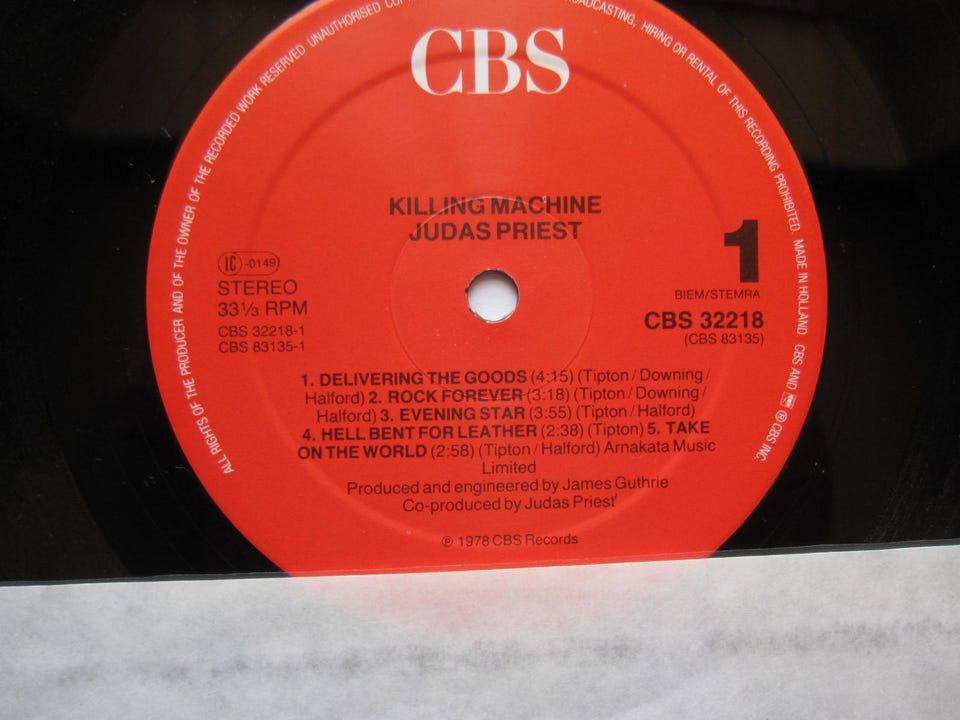 CBS
ALL RIGHTS OF THE PRODUCER AND OF THE OWNER OF THE RECORDED WORK RESERVED UNAUTHORISED
BROADCASTING, HIRING OR RENTAL OF THIS RECORDING PROHIBITED. MADE IN HOLLAND CBS AND ℗ CBS INC.
KILLING MACHINE
JUDAS PRIEST
1
LC -0149
STEREO
33⅓ RPM
CBS 32218-1
CBS 83135-1
BIEM/STEMRA
CBS 32218
(CBS 83135)
1. DELIVERING THE GOODS (4:15) (Tipton / Downing /
Halford) 2. ROCK FOREVER (3:18) (Tipton / Downing /
Halford) 3. EVENING STAR (3:55) (Tipton / Halford)
4. HELL BENT FOR LEATHER (2:38) (Tipton) 5. TAKE
ON THE WORLD (2:58) (Tipton / Halford) Arnakata Music
Limited
Produced and engineered by James Guthrie
Co-produced by Judas Priest
℗ 1978 CBS Records